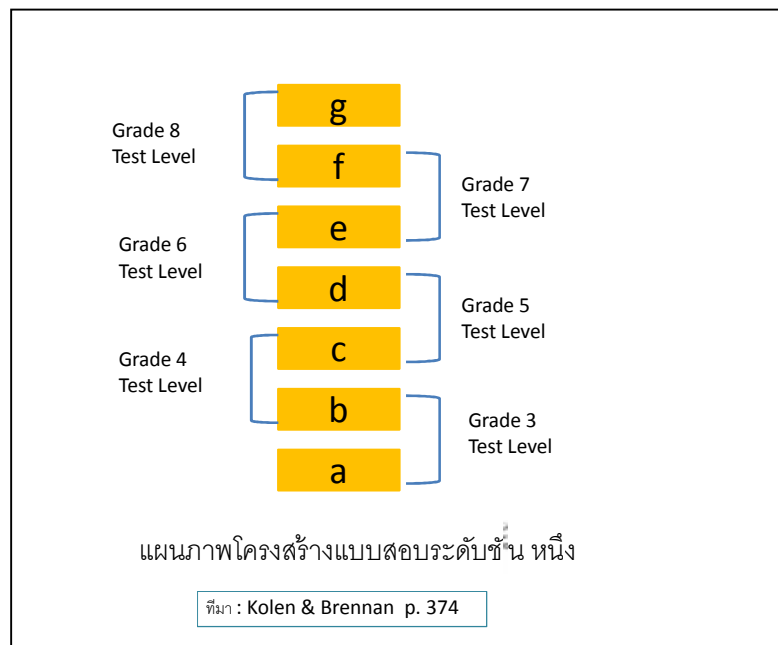 g
Grade 8
Test Level
f
Grade 7
Test Level
e
Grade 6
Test Level
d
Grade 5
Test Level
c
Grade 4
Test Level
b
Grade 3
Test Level
a
แผนภาพโครงสร้างแบบสอบระดับชั้น หนึ่ง
ที่มา : Kolen & Brennan p. 374